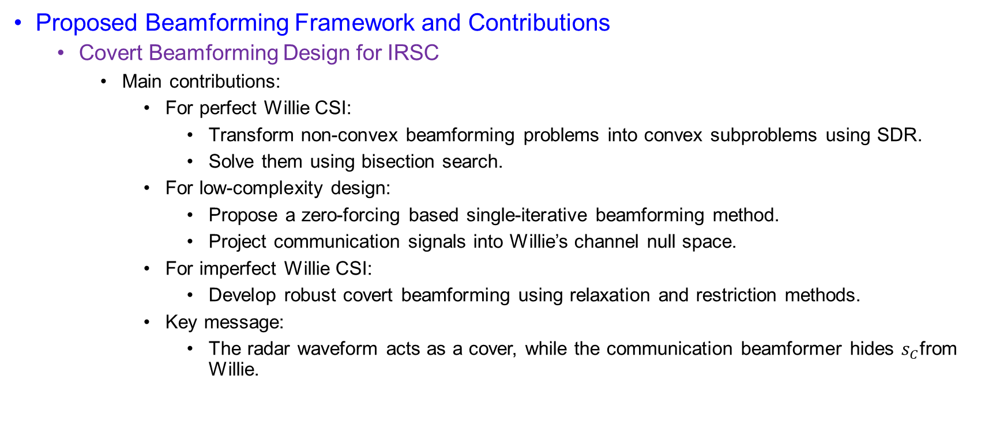 • Proposed Beamforming Framework and Contributions
• Covert Beamforming Design for IRSC
• Main contributions:
• For perfect Willie CSI:
• Transform non-convex beamforming problems into convex subproblems using SDR.
• Solve them using bisection search.
• For low-complexity design:
• Propose a zero-forcing based single-iterative beamforming method.
• Project communication signals into Willie’s channel null space.
• For imperfect Willie CSI:
• Develop robust covert beamforming using relaxation and restriction methods.
• Key message:
• The radar waveform acts as a cover, while the communication beamformer hides $s_C$ from
Willie.